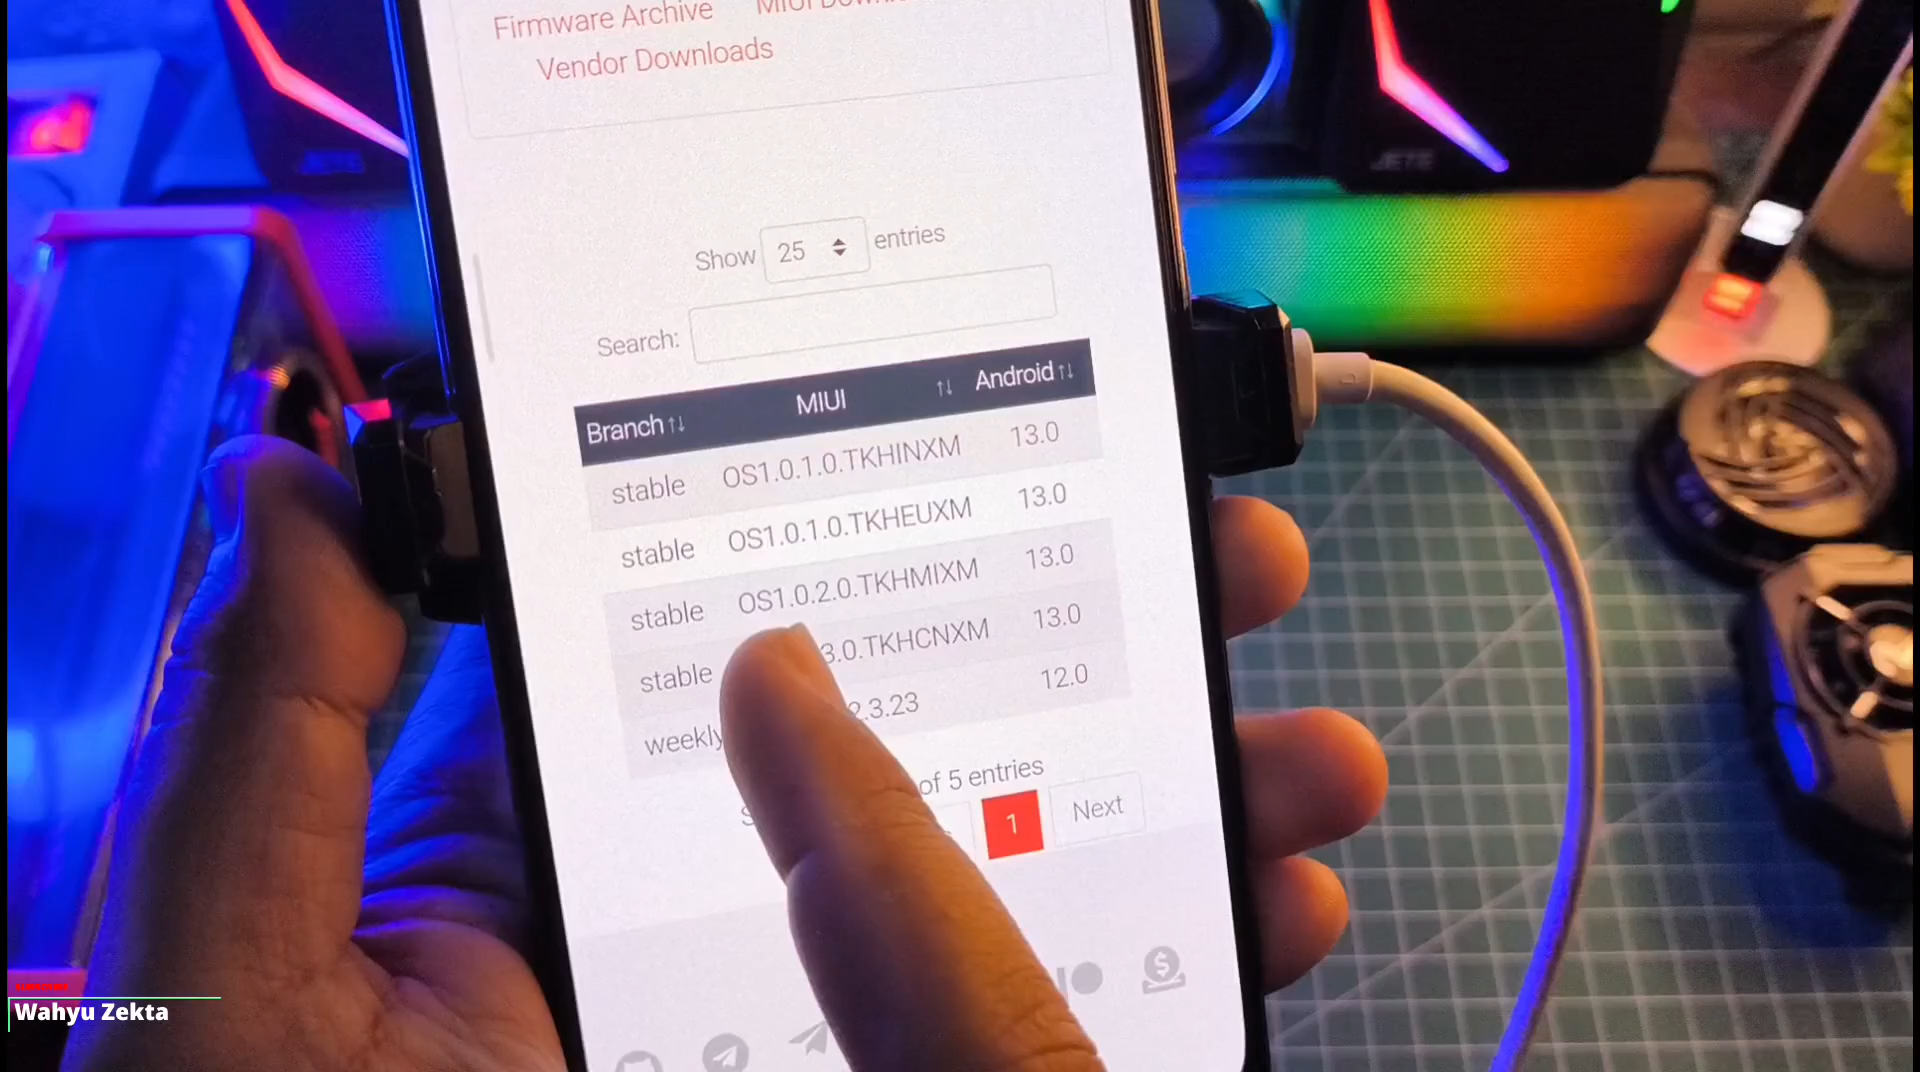 Firmware Archive
Vendor Downloads
Show 25 entries
Search:
Branch MIUI Android
stable OS1.0.1.0.TKHINXM 13.0
stable OS1.0.1.0.TKHEUXM 13.0
stable OS1.0.2.0.TKHMIXM 13.0
stable 3.0.TKHCNXM 13.0
weekly 2.3.23 12.0
of 5 entries
1 Next
JETE
JETE
Wahyu Zekta